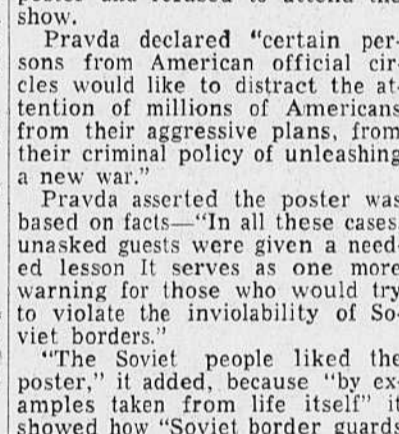 show.
Pravda declared "certain per-
sons from American official cir-
cles would like to distract the at-
tention of millions of Americans
from their aggressive plans, from
their criminal policy of unleashing
a new war."
Pravda asserted the poster was
based on facts—"In all these cases
unasked guests were given a need-
ed lesson It serves as one more
warning for those who would try
to violate the inviolability of So-
viet borders."
"The Soviet people liked the
poster," it added, because "by ex-
amples taken from life itself" it
showed how "Soviet border guards